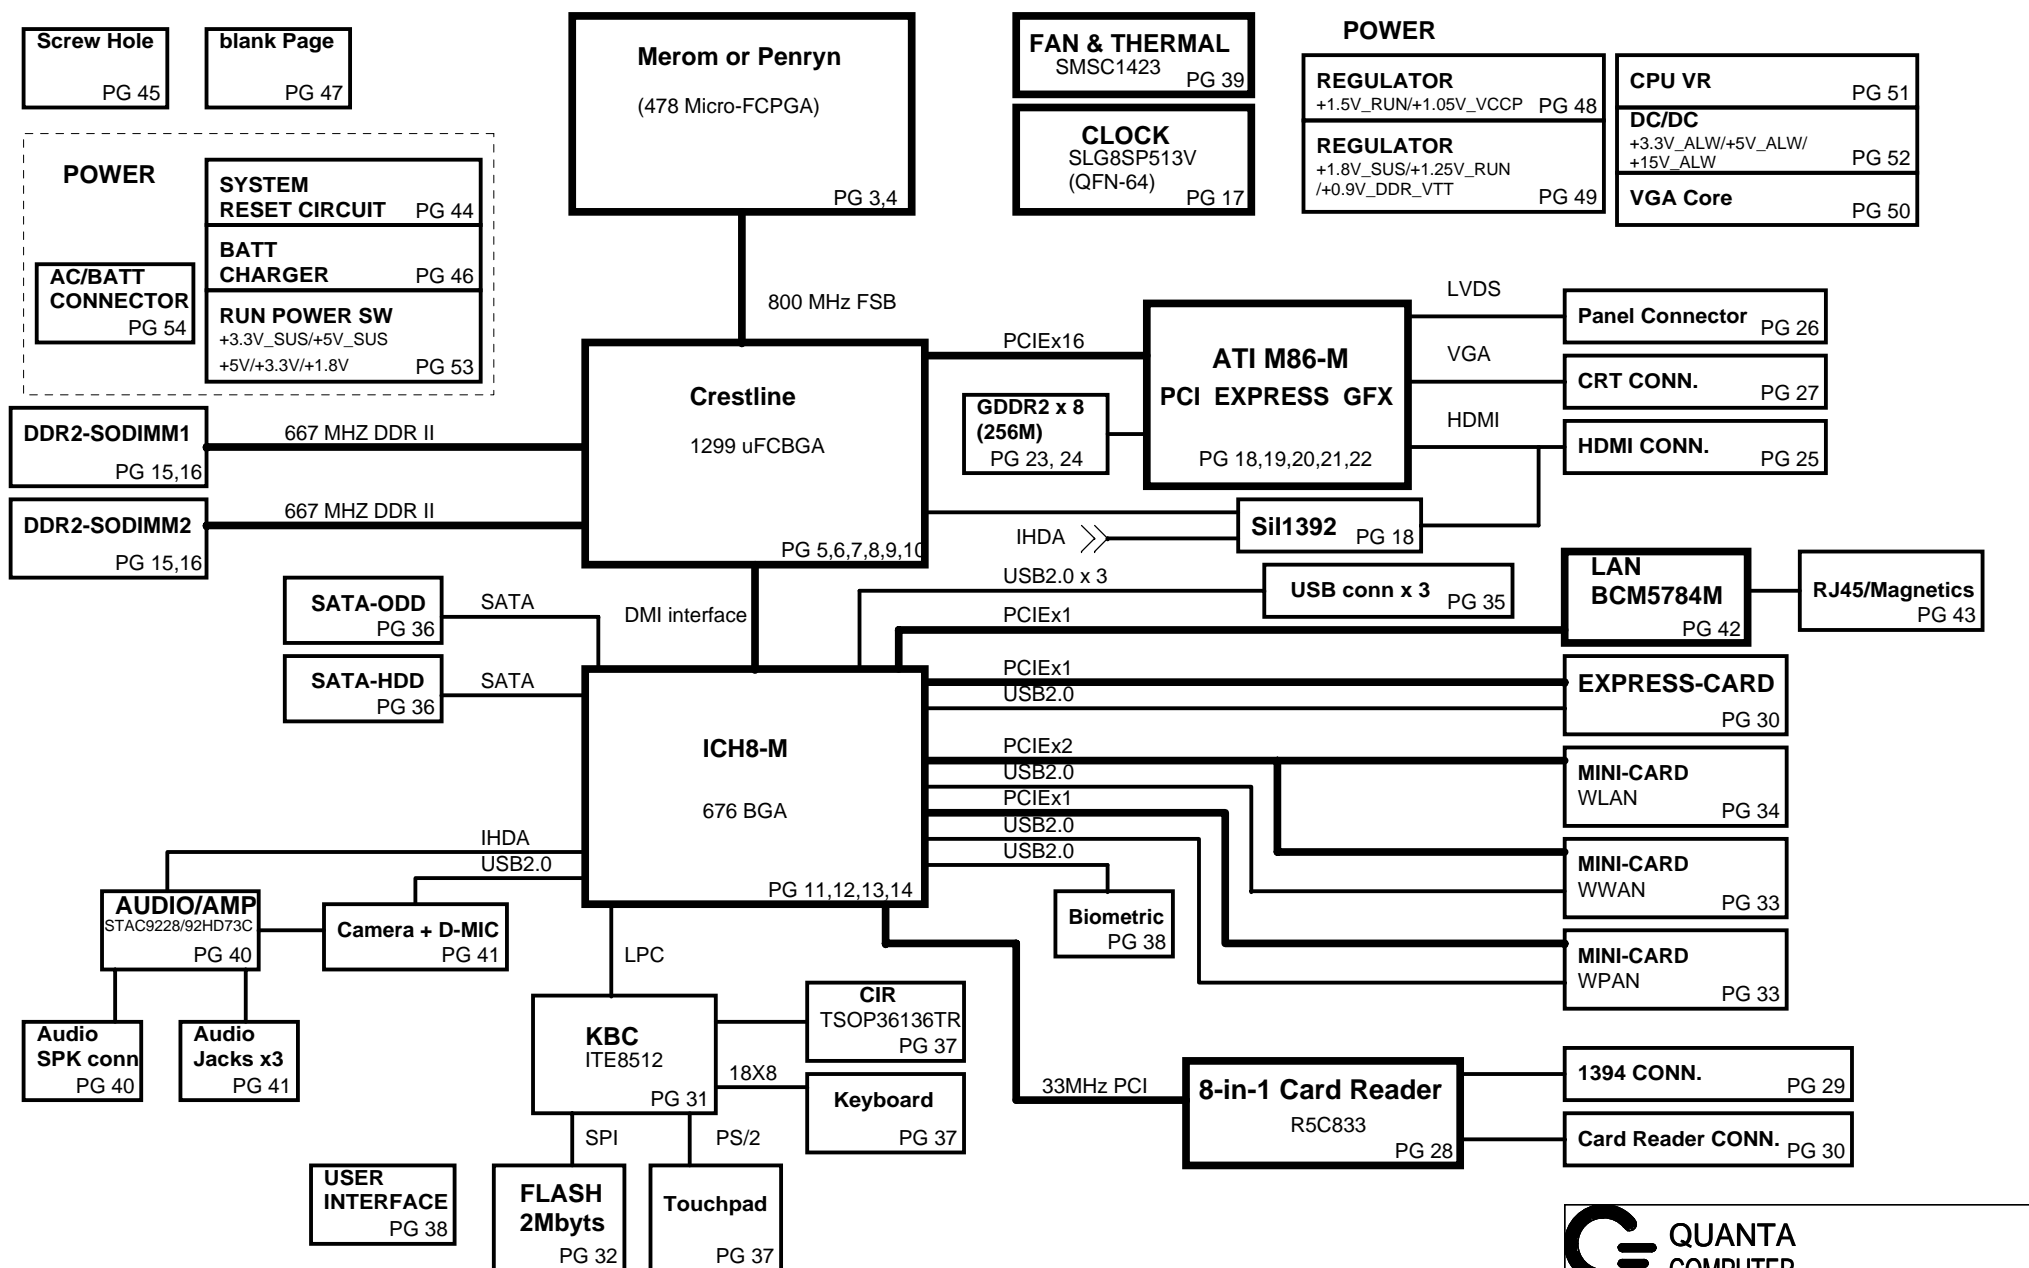 Screw Hole
PG 45
blank Page
PG 47
Merom or Penryn
(478 Micro-FCPGA)
PG 3,4
FAN & THERMAL
SMSC1423
PG 39
CLOCK
SLG8SP513V
(QFN-64)
PG 17
POWER
REGULATOR
+1.5V_RUN/+1.05V_VCCP
PG 48
REGULATOR
+1.8V_SUS/+1.25V_RUN
/+0.9V_DDR_VTT
PG 49
CPU VR
PG 51
DC/DC
+3.3V_ALW/+5V_ALW/
+15V_ALW
PG 52
VGA Core
PG 50
POWER
SYSTEM
RESET CIRCUIT
PG 44
BATT
CHARGER
PG 46
AC/BATT
CONNECTOR
PG 54
RUN POWER SW
+3.3V_SUS/+5V_SUS
+5V/+3.3V/+1.8V
PG 53
800 MHz FSB
Crestline
1299 uFCBGA
PG 5,6,7,8,9,10
DDR2-SODIMM1
PG 15,16
667 MHZ DDR II
DDR2-SODIMM2
PG 15,16
667 MHZ DDR II
PCIEx16
ATI M86-M
PCI EXPRESS GFX
PG 18,19,20,21,22
GDDR2 x 8
(256M)
PG 23, 24
LVDS
Panel Connector
PG 26
VGA
CRT CONN.
PG 27
HDMI
HDMI CONN.
PG 25
IHDA
SiI1392
PG 18
SATA-ODD
PG 36
SATA
DMI interface
SATA-HDD
PG 36
SATA
USB2.0 x 3
USB conn x 3
PG 35
PCIEx1
LAN
BCM5784M
PG 42
RJ45/Magnetics
PG 43
ICH8-M
676 BGA
PG 11,12,13,14
PCIEx1
USB2.0
EXPRESS-CARD
PG 30
PCIEx2
USB2.0
PCIEx1
USB2.0
USB2.0
MINI-CARD
WLAN
PG 34
MINI-CARD
WWAN
PG 33
MINI-CARD
WPAN
PG 33
Biometric
PG 38
IHDA
USB2.0
AUDIO/AMP
STAC9228/92HD73C
PG 40
Camera + D-MIC
PG 41
Audio
SPK conn
PG 40
Audio
Jacks x3
PG 41
LPC
KBC
ITE8512
PG 31
CIR
TSOP36136TR
PG 37
18X8
Keyboard
PG 37
SPI
PS/2
USER
INTERFACE
PG 38
FLASH
2Mbyts
PG 32
Touchpad
PG 37
33MHz PCI
8-in-1 Card Reader
R5C833
PG 28
1394 CONN.
PG 29
Card Reader CONN.
PG 30
QUANTA
COMPUTER